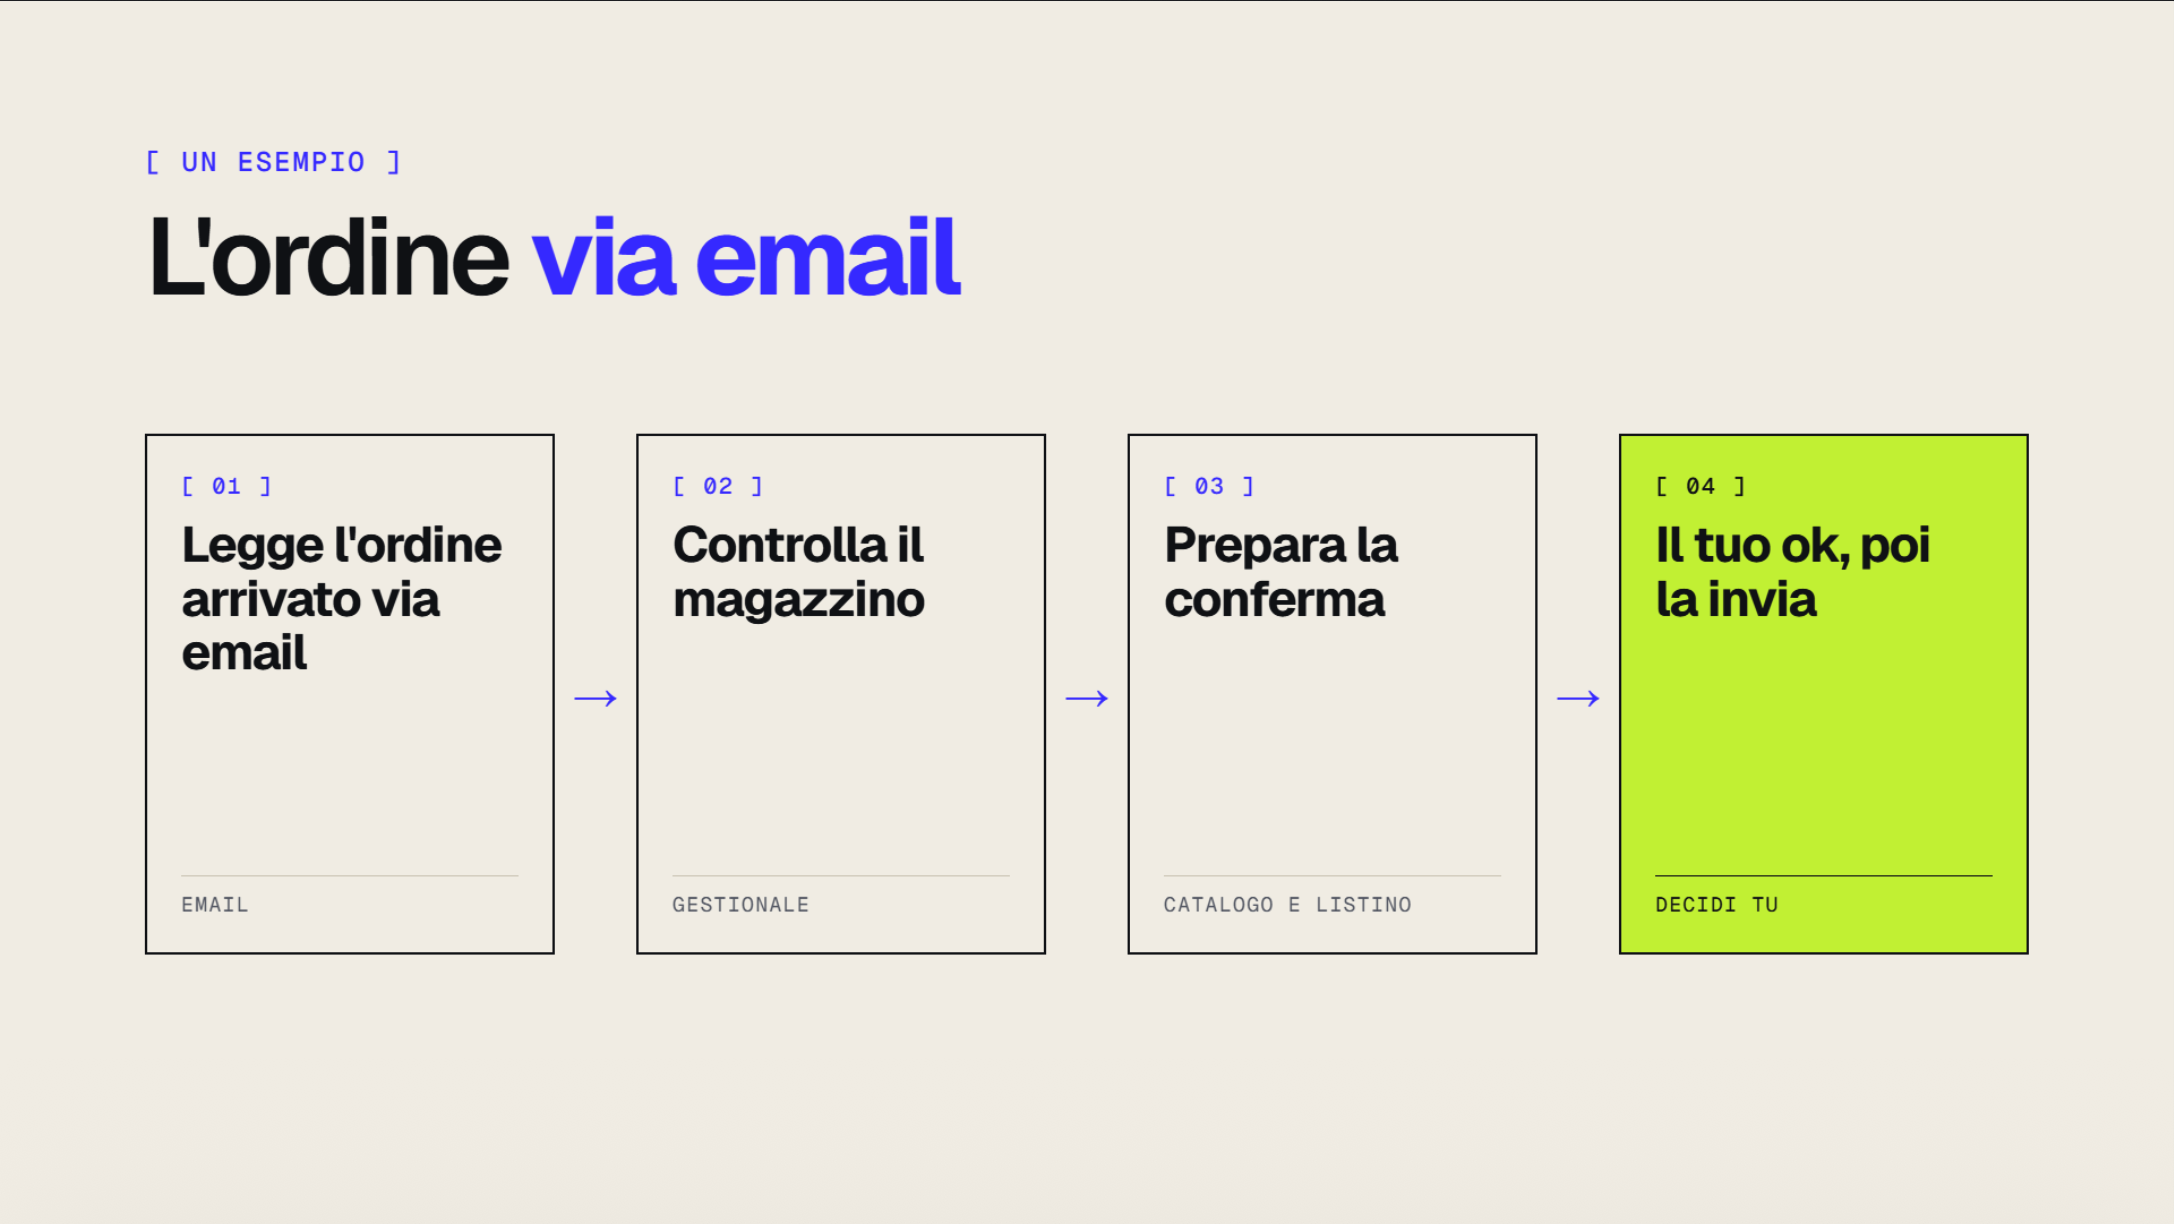 [ UN ESEMPIO ]
L'ordine via email
[ 01 ]
Legge l'ordine
arrivato via
email
EMAIL
[ 02 ]
Controlla il
magazzino
GESTIONALE
[ 03 ]
Prepara la
conferma
CATALOGO E LISTINO
[ 04 ]
Il tuo ok, poi
la invia
DECIDI TU